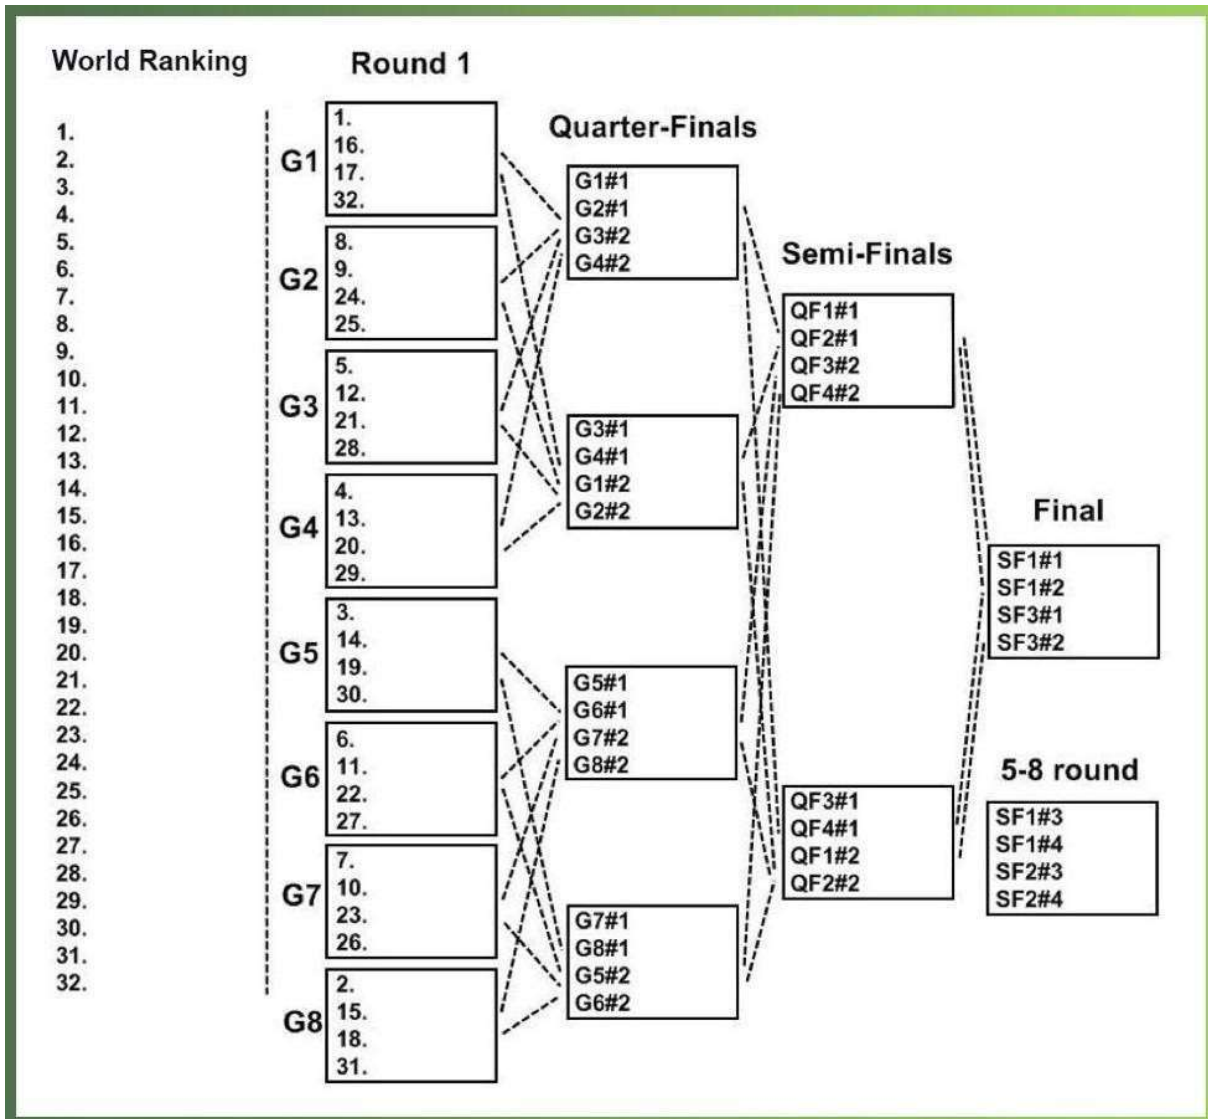 World Ranking
1.
2.
3.
4.
5.
6.
7.
8.
9.
10.
11.
12.
13.
14.
15.
16.
17.
18.
19.
20.
21.
22.
23.
24.
25.
26.
27.
28.
29.
30.
31.
32.
Round 1
G1
1.
16.
17.
32.
G2
8.
9.
24.
25.
G3
5.
12.
21.
28.
G4
4.
13.
20.
29.
G5
3.
14.
19.
30.
G6
6.
11.
22.
27.
G7
7.
10.
23.
26.
G8
2.
15.
18.
31.
Quarter-Finals
G1#1
G2#1
G3#2
G4#2
G3#1
G4#1
G1#2
G2#2
G5#1
G6#1
G7#2
G8#2
G7#1
G8#1
G5#2
G6#2
Semi-Finals
QF1#1
QF2#1
QF3#2
QF4#2
QF3#1
QF4#1
QF1#2
QF2#2
Final
SF1#1
SF1#2
SF3#1
SF3#2
5-8 round
SF1#3
SF1#4
SF2#3
SF2#4